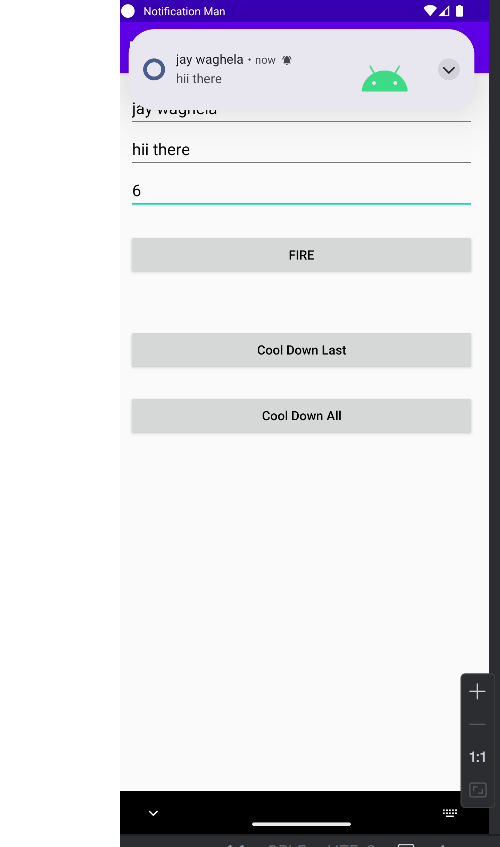 Notification Man
jay waghela • now
hii there
jay waghela
hii there
6
FIRE
Cool Down Last
Cool Down All
1:1